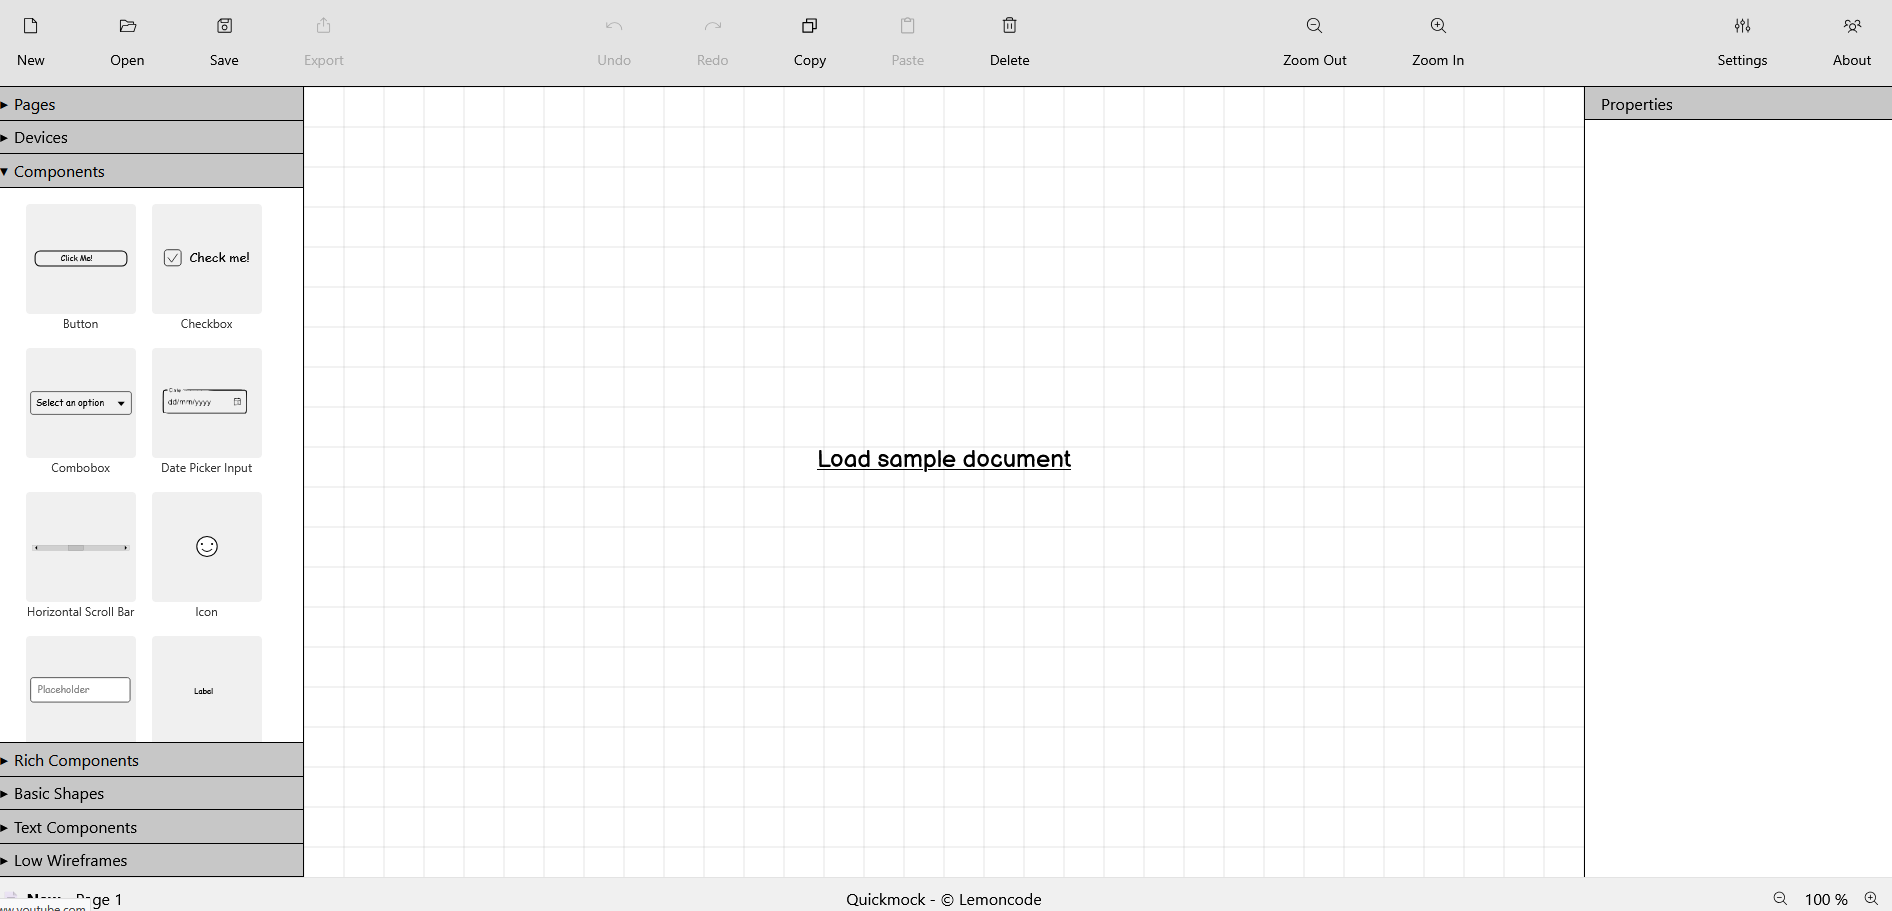 New Open Save Export Undo Redo Copy Paste Delete Zoom Out Zoom In Settings About
Pages
Devices
Components
Click Me!
Check me!
Button Checkbox
Select an option
Date
dd/mm/yyyy
Combobox Date Picker Input
Horizontal Scroll Bar Icon
Placeholder
Label
Rich Components
Basic Shapes
Text Components
Low Wireframes
Load sample document
Properties
New - Page 1
www.youtube.com
Quickmock - © Lemoncode
100 %